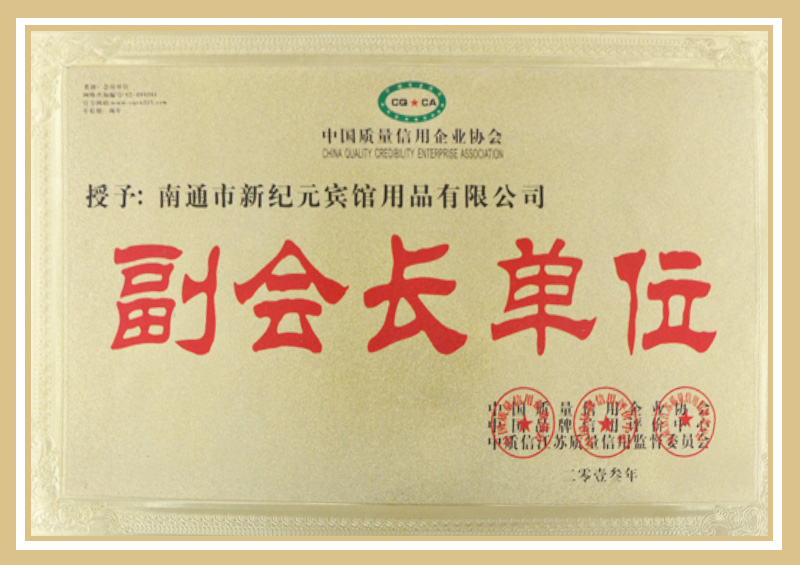 CQ★CA
中国质量信用企业协会
CHINA QUALITY CREDIBILITY ENTERPRISE ASSOCIATION
授予: 南通市新纪元宾馆用品有限公司
副会长单位
中国质量信用企业协会
中国品牌信用评价中心
中质信江苏质量信用监督委员会
二零壹叁年